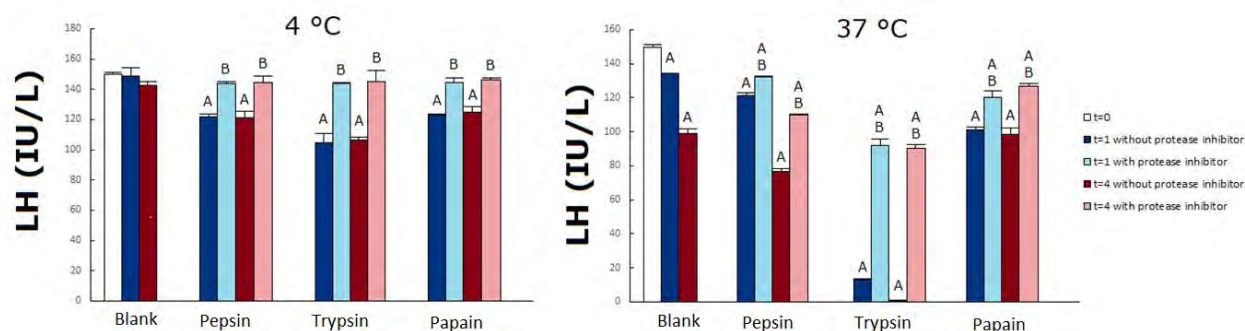 4 °C
LH (IU/L)
180
160
140
120
100
80
60
40
20
0
A B A B
A B A B
A B A B
Blank Pepsin Trypsin Papain
37 °C
LH (IU/L)
160
140
120
100
80
60
40
20
0
A A
A A B A A B
A A B A A B
A A B A A B
Blank Pepsin Trypsin Papain
t=0
t=1 without protease inhibitor
t=1 with protease inhibitor
t=4 without protease inhibitor
t=4 with protease inhibitor